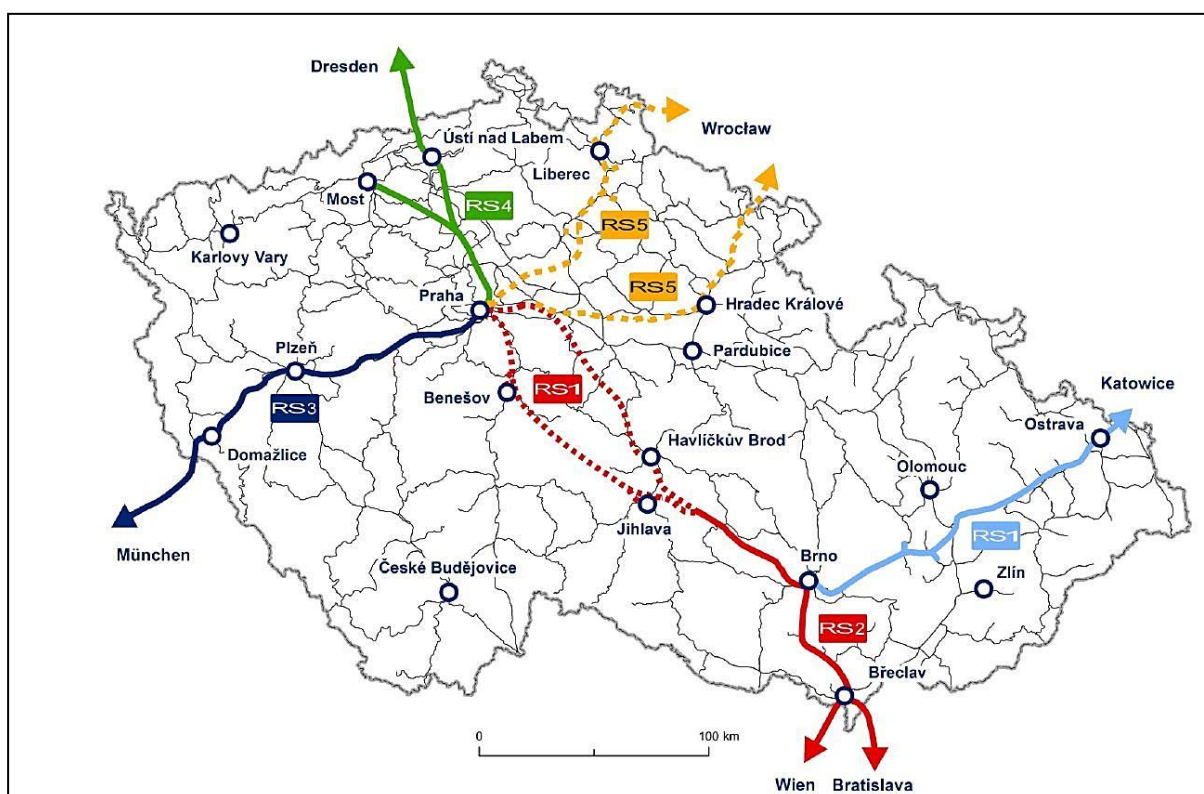 Dresden
Wrocław
Ústí nad Labem
Liberec
Most
RS4
Karlovy Vary
RS5
RS5
Praha
Hradec Králové
Plzeň
Pardubice
RS3
Benešov
RS1
Katowice
Ostrava
Domažlice
Havlíčkův Brod
Olomouc
München
Jihlava
RS1
Brno
České Budějovice
Zlín
RS2
Břeclav
0
100 km
Wien
Bratislava